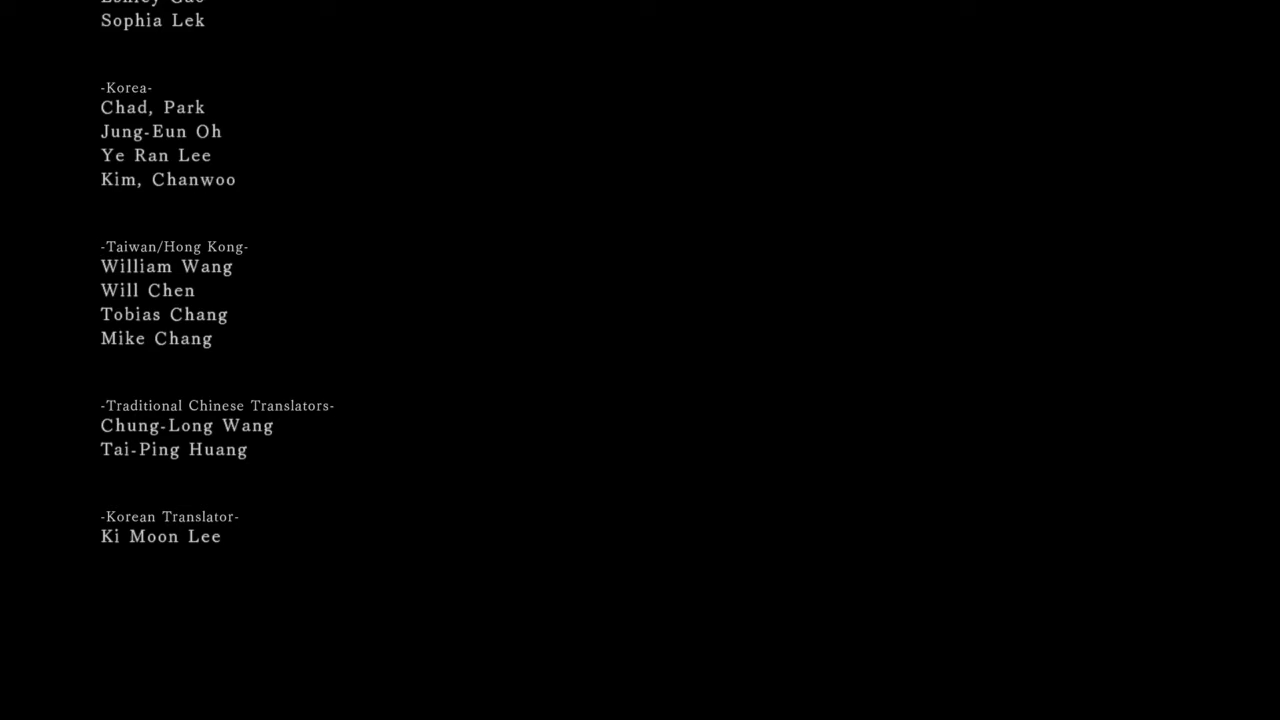 Sophia Lek
-Korea-
Chad, Park
Jung-Eun Oh
Ye Ran Lee
Kim, Chanwoo
-Taiwan/Hong Kong-
William Wang
Will Chen
Tobias Chang
Mike Chang
-Traditional Chinese Translators-
Chung-Long Wang
Tai-Ping Huang
-Korean Translator-
Ki Moon Lee